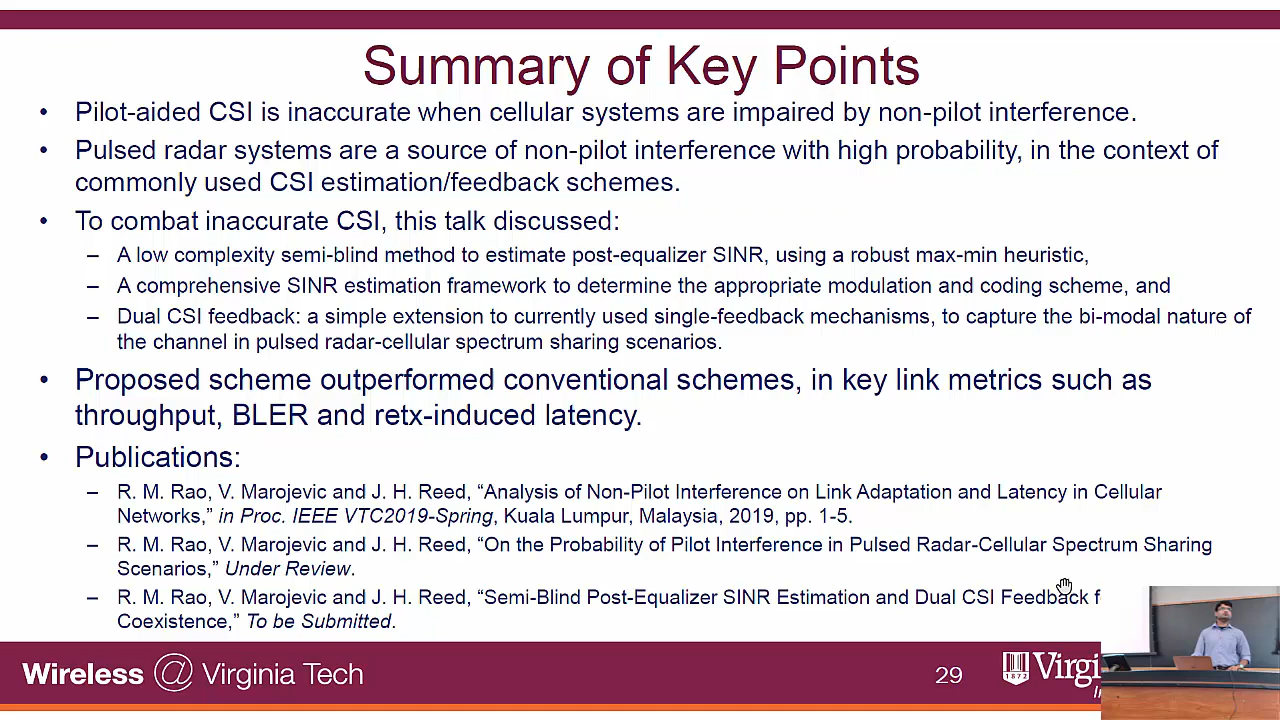 Summary of Key Points
• Pilot-aided CSI is inaccurate when cellular systems are impaired by non-pilot interference.
• Pulsed radar systems are a source of non-pilot interference with high probability, in the context of
commonly used CSI estimation/feedback schemes.
• To combat inaccurate CSI, this talk discussed:
– A low complexity semi-blind method to estimate post-equalizer SINR, using a robust max-min heuristic,
– A comprehensive SINR estimation framework to determine the appropriate modulation and coding scheme, and
– Dual CSI feedback: a simple extension to currently used single-feedback mechanisms, to capture the bi-modal nature of
the channel in pulsed radar-cellular spectrum sharing scenarios.
• Proposed scheme outperformed conventional schemes, in key link metrics such as
throughput, BLER and retx-induced latency.
• Publications:
– R. M. Rao, V. Marojevic and J. H. Reed, “Analysis of Non-Pilot Interference on Link Adaptation and Latency in Cellular
Networks,” in Proc. IEEE VTC2019-Spring, Kuala Lumpur, Malaysia, 2019, pp. 1-5.
– R. M. Rao, V. Marojevic and J. H. Reed, “On the Probability of Pilot Interference in Pulsed Radar-Cellular Spectrum Sharing
Scenarios,” Under Review.
– R. M. Rao, V. Marojevic and J. H. Reed, “Semi-Blind Post-Equalizer SINR Estimation and Dual CSI Feedback
Coexistence,” To be Submitted.
Wireless @ Virginia Tech
29
1872